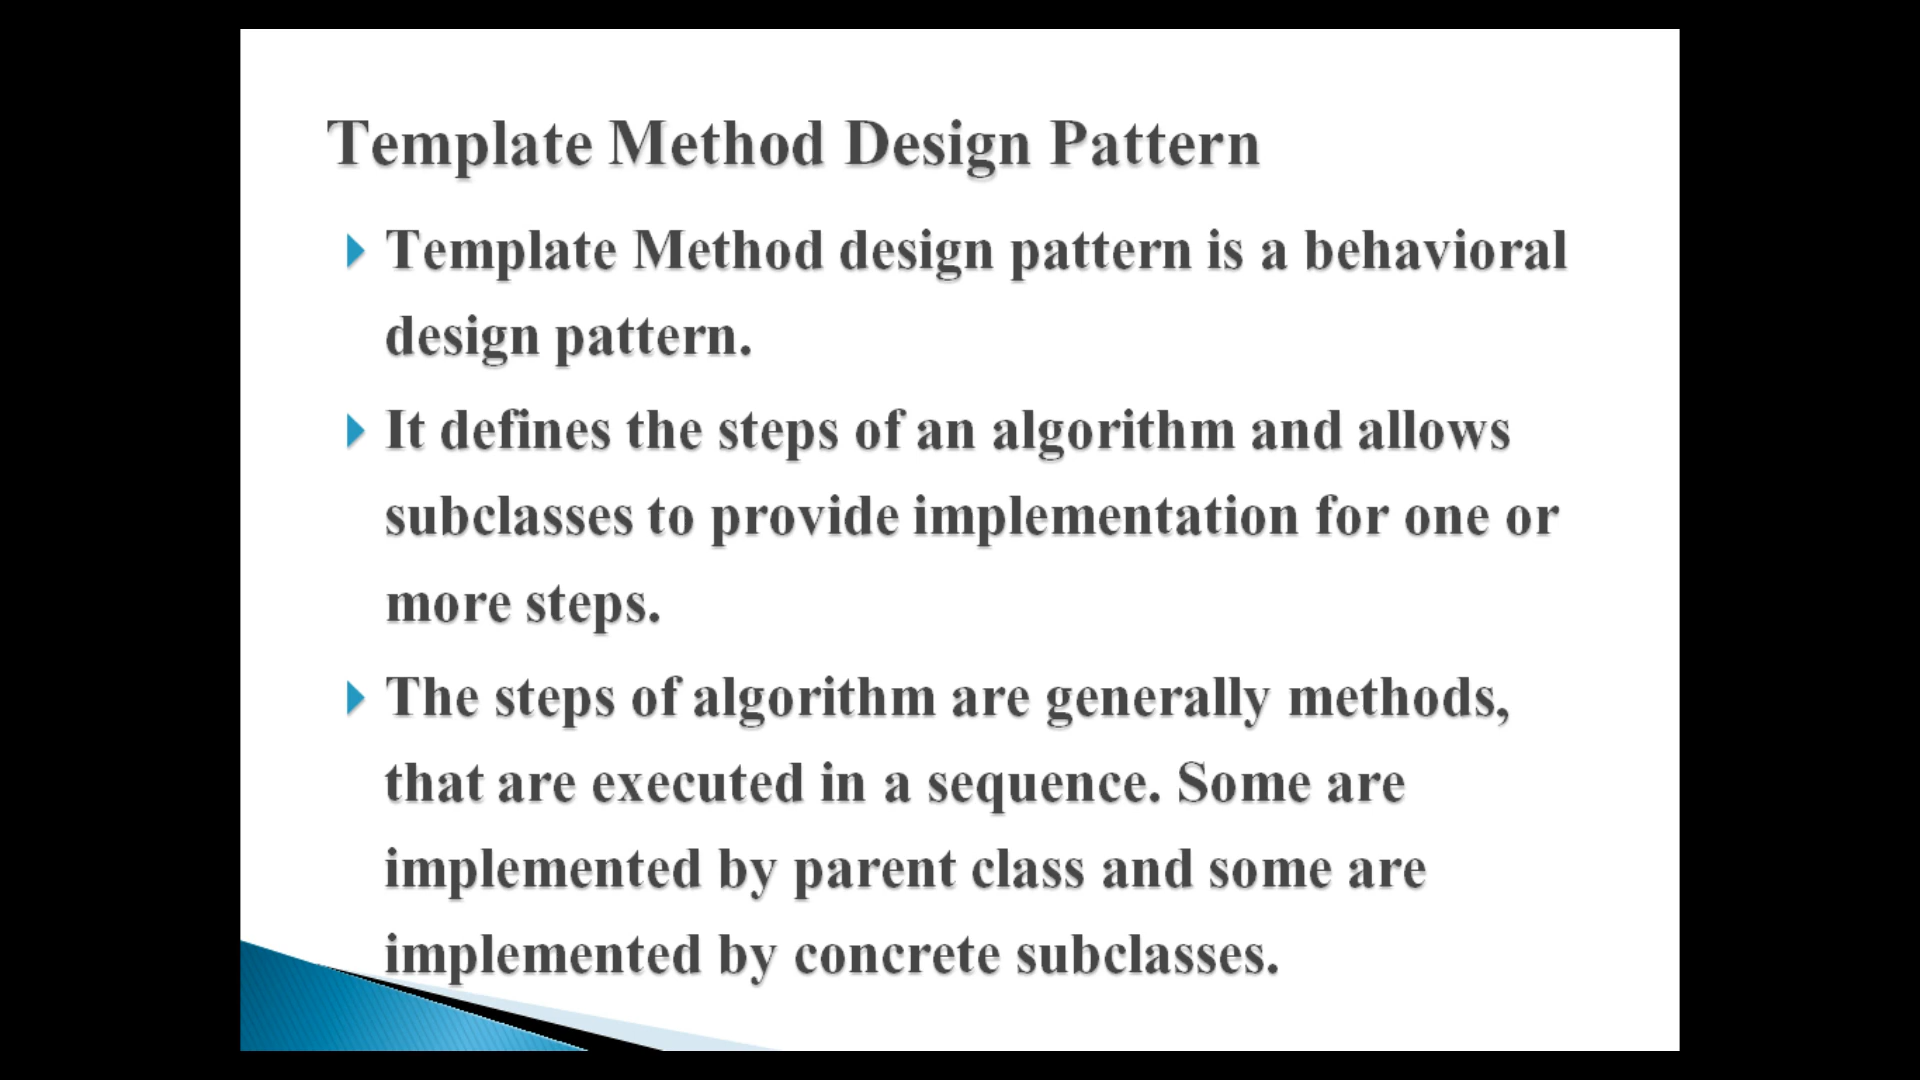 Template Method Design Pattern
Template Method design pattern is a behavioral
design pattern.
It defines the steps of an algorithm and allows
subclasses to provide implementation for one or
more steps.
The steps of algorithm are generally methods,
that are executed in a sequence. Some are
implemented by parent class and some are
implemented by concrete subclasses.